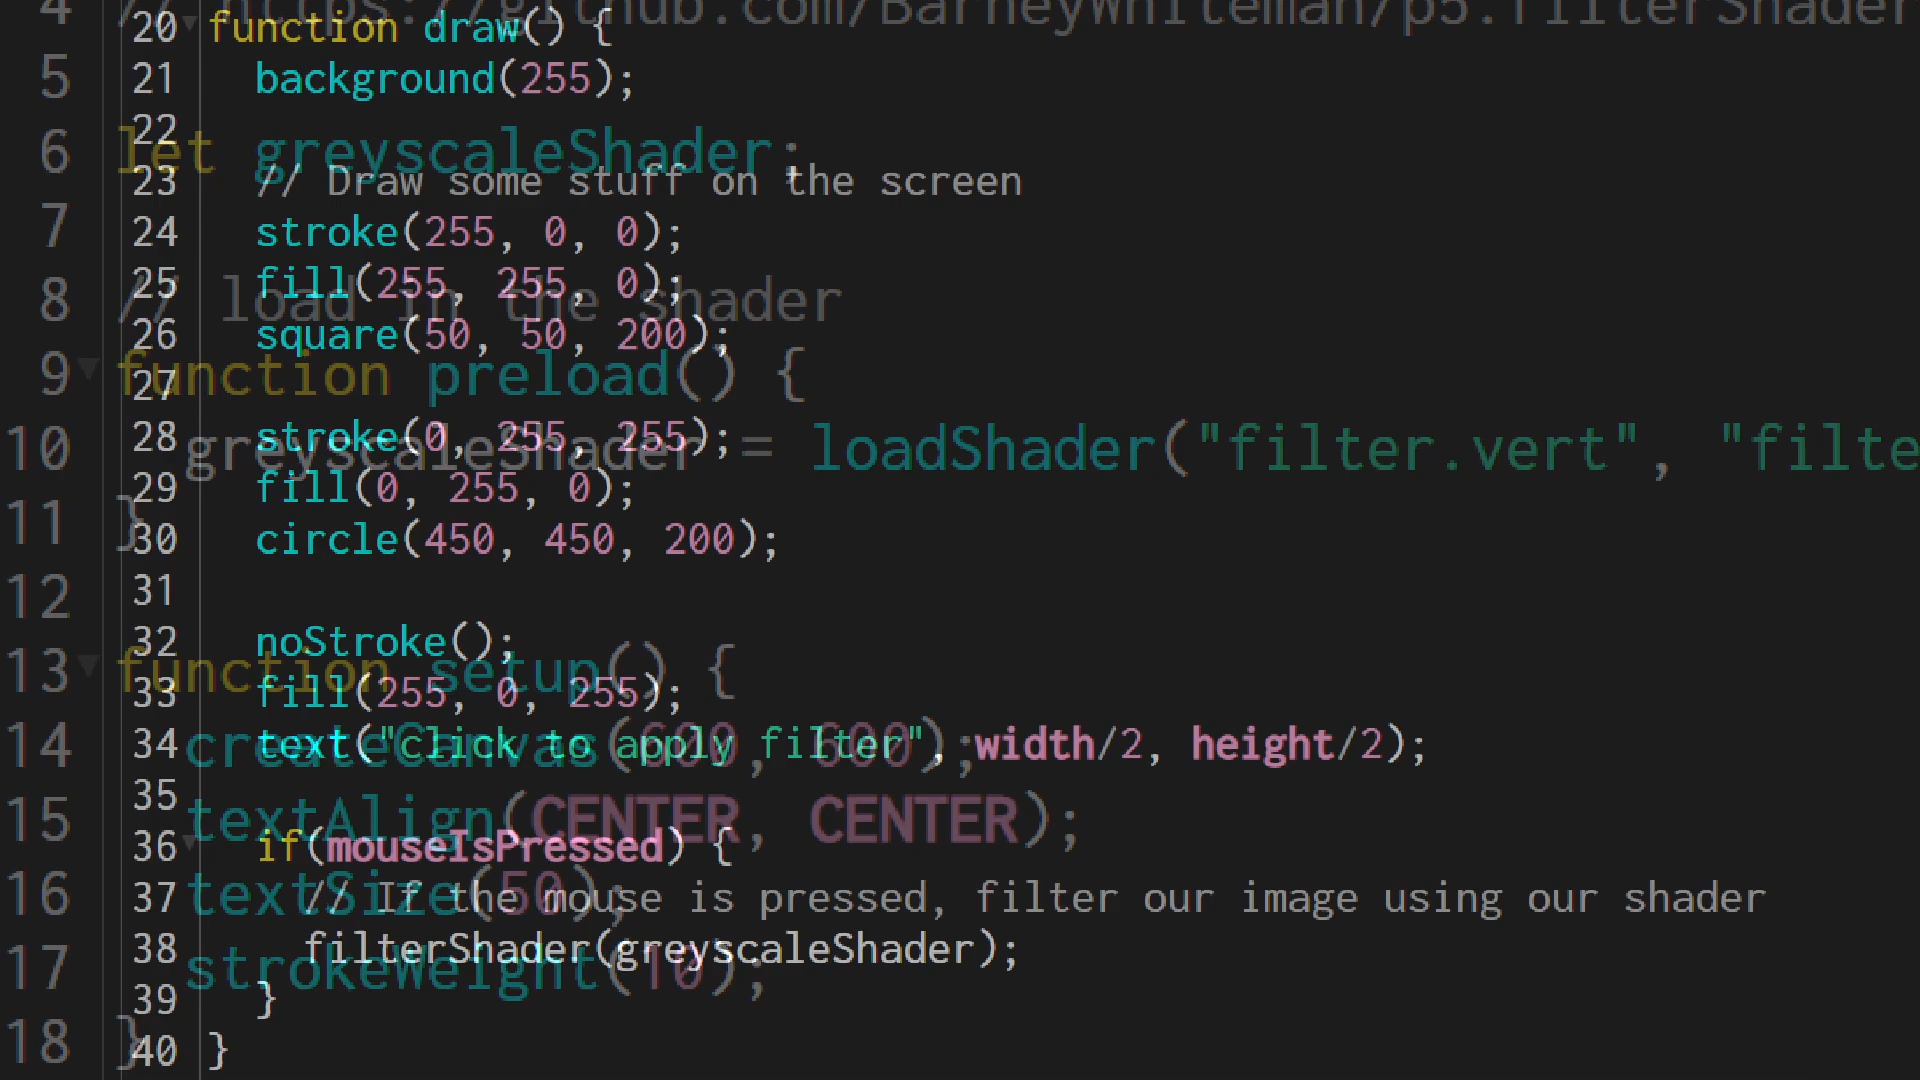 20 function draw() {
21 background(255);
22
23 // Draw some stuff on the screen
24 stroke(255, 0, 0);
25 fill(255, 255, 0);
26 square(50, 50, 200);
27
28 stroke(0, 255, 255);
29 fill(0, 255, 0);
30 circle(450, 450, 200);
31
32 noStroke();
33 fill(255, 0, 255);
34 text("Click to apply filter", width/2, height/2);
35
36 if(mouseIsPressed) {
37 // If the mouse is pressed, filter our image using our shader
38 filterShader(greyscaleShader);
39 }
40 }
4 // https://github.com/BarneyWhiteman/p5.filterShader
5
6 let greyscaleShader;
7
8 // load in the shader
9 function preload() {
10 greyscaleShader = loadShader("filter.vert", "filte
11 }
12
13 function setup() {
14 createCanvas(600, 600);
15 textAlign(CENTER, CENTER);
16 textSize(50);
17 strokeWeight(10);
18 }